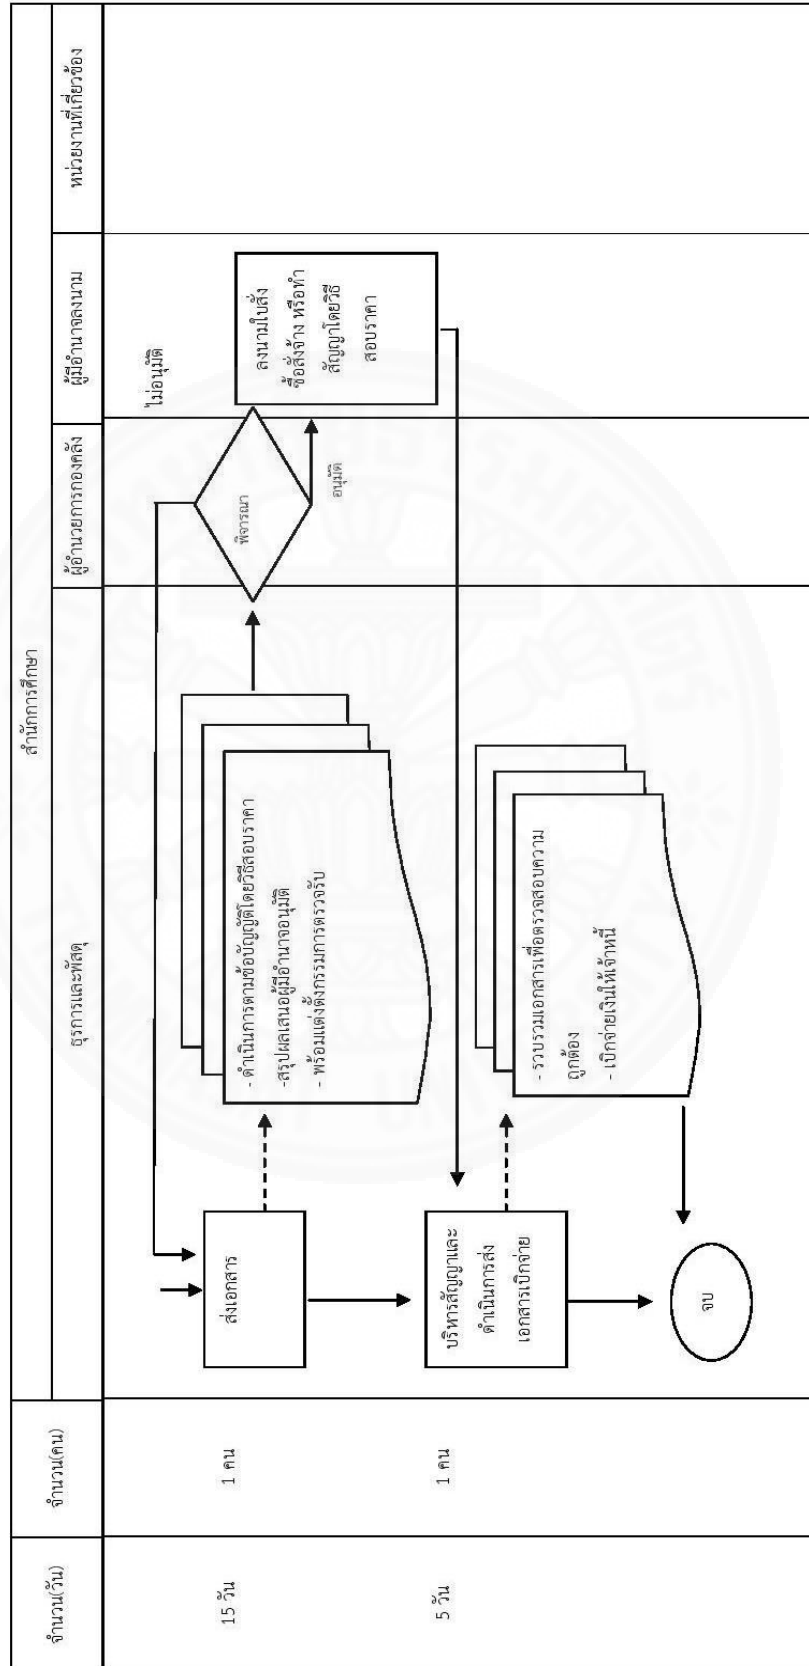 จำนวน(วัน)
จำนวน(คน)
สำนักการศึกษา
ธุรการและพัสดุ
ผู้อำนวยการกองคลัง
ผู้มีอำนาจลงนาม
หน่วยงานที่เกี่ยวข้อง
ไม่อนุมัติ
15 วัน
1 คน
ส่งเอกสาร
- ดำเนินการตามข้อบัญญัติโดยวิธีสอบราคา
-สรุปผลเสนอผู้มีอำนาจอนุมัติ
- พร้อมแต่งตั้งกรรมการตรวจรับ
พิจารณา
อนุมัติ
ลงนามใบสั่ง
ซื้อสั่งจ้าง หรือทำ
สัญญาโดยวิธี
สอบราคา
5 วัน
1 คน
บริหารสัญญาและ
ดำเนินการส่ง
เอกสารเบิกจ่าย
- รวบรวมเอกสารเพื่อตรวจสอบความ
ถูกต้อง
- เบิกจ่ายเงินให้เจ้าหนี้
จบ